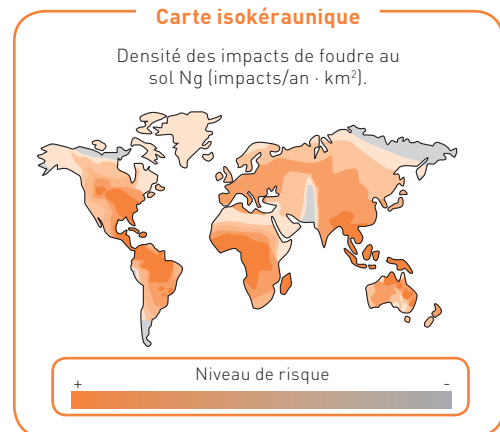 Carte isokéraunique
Densité des impacts de foudre au
sol Ng (impacts/an · km²).
Niveau de risque
+
-